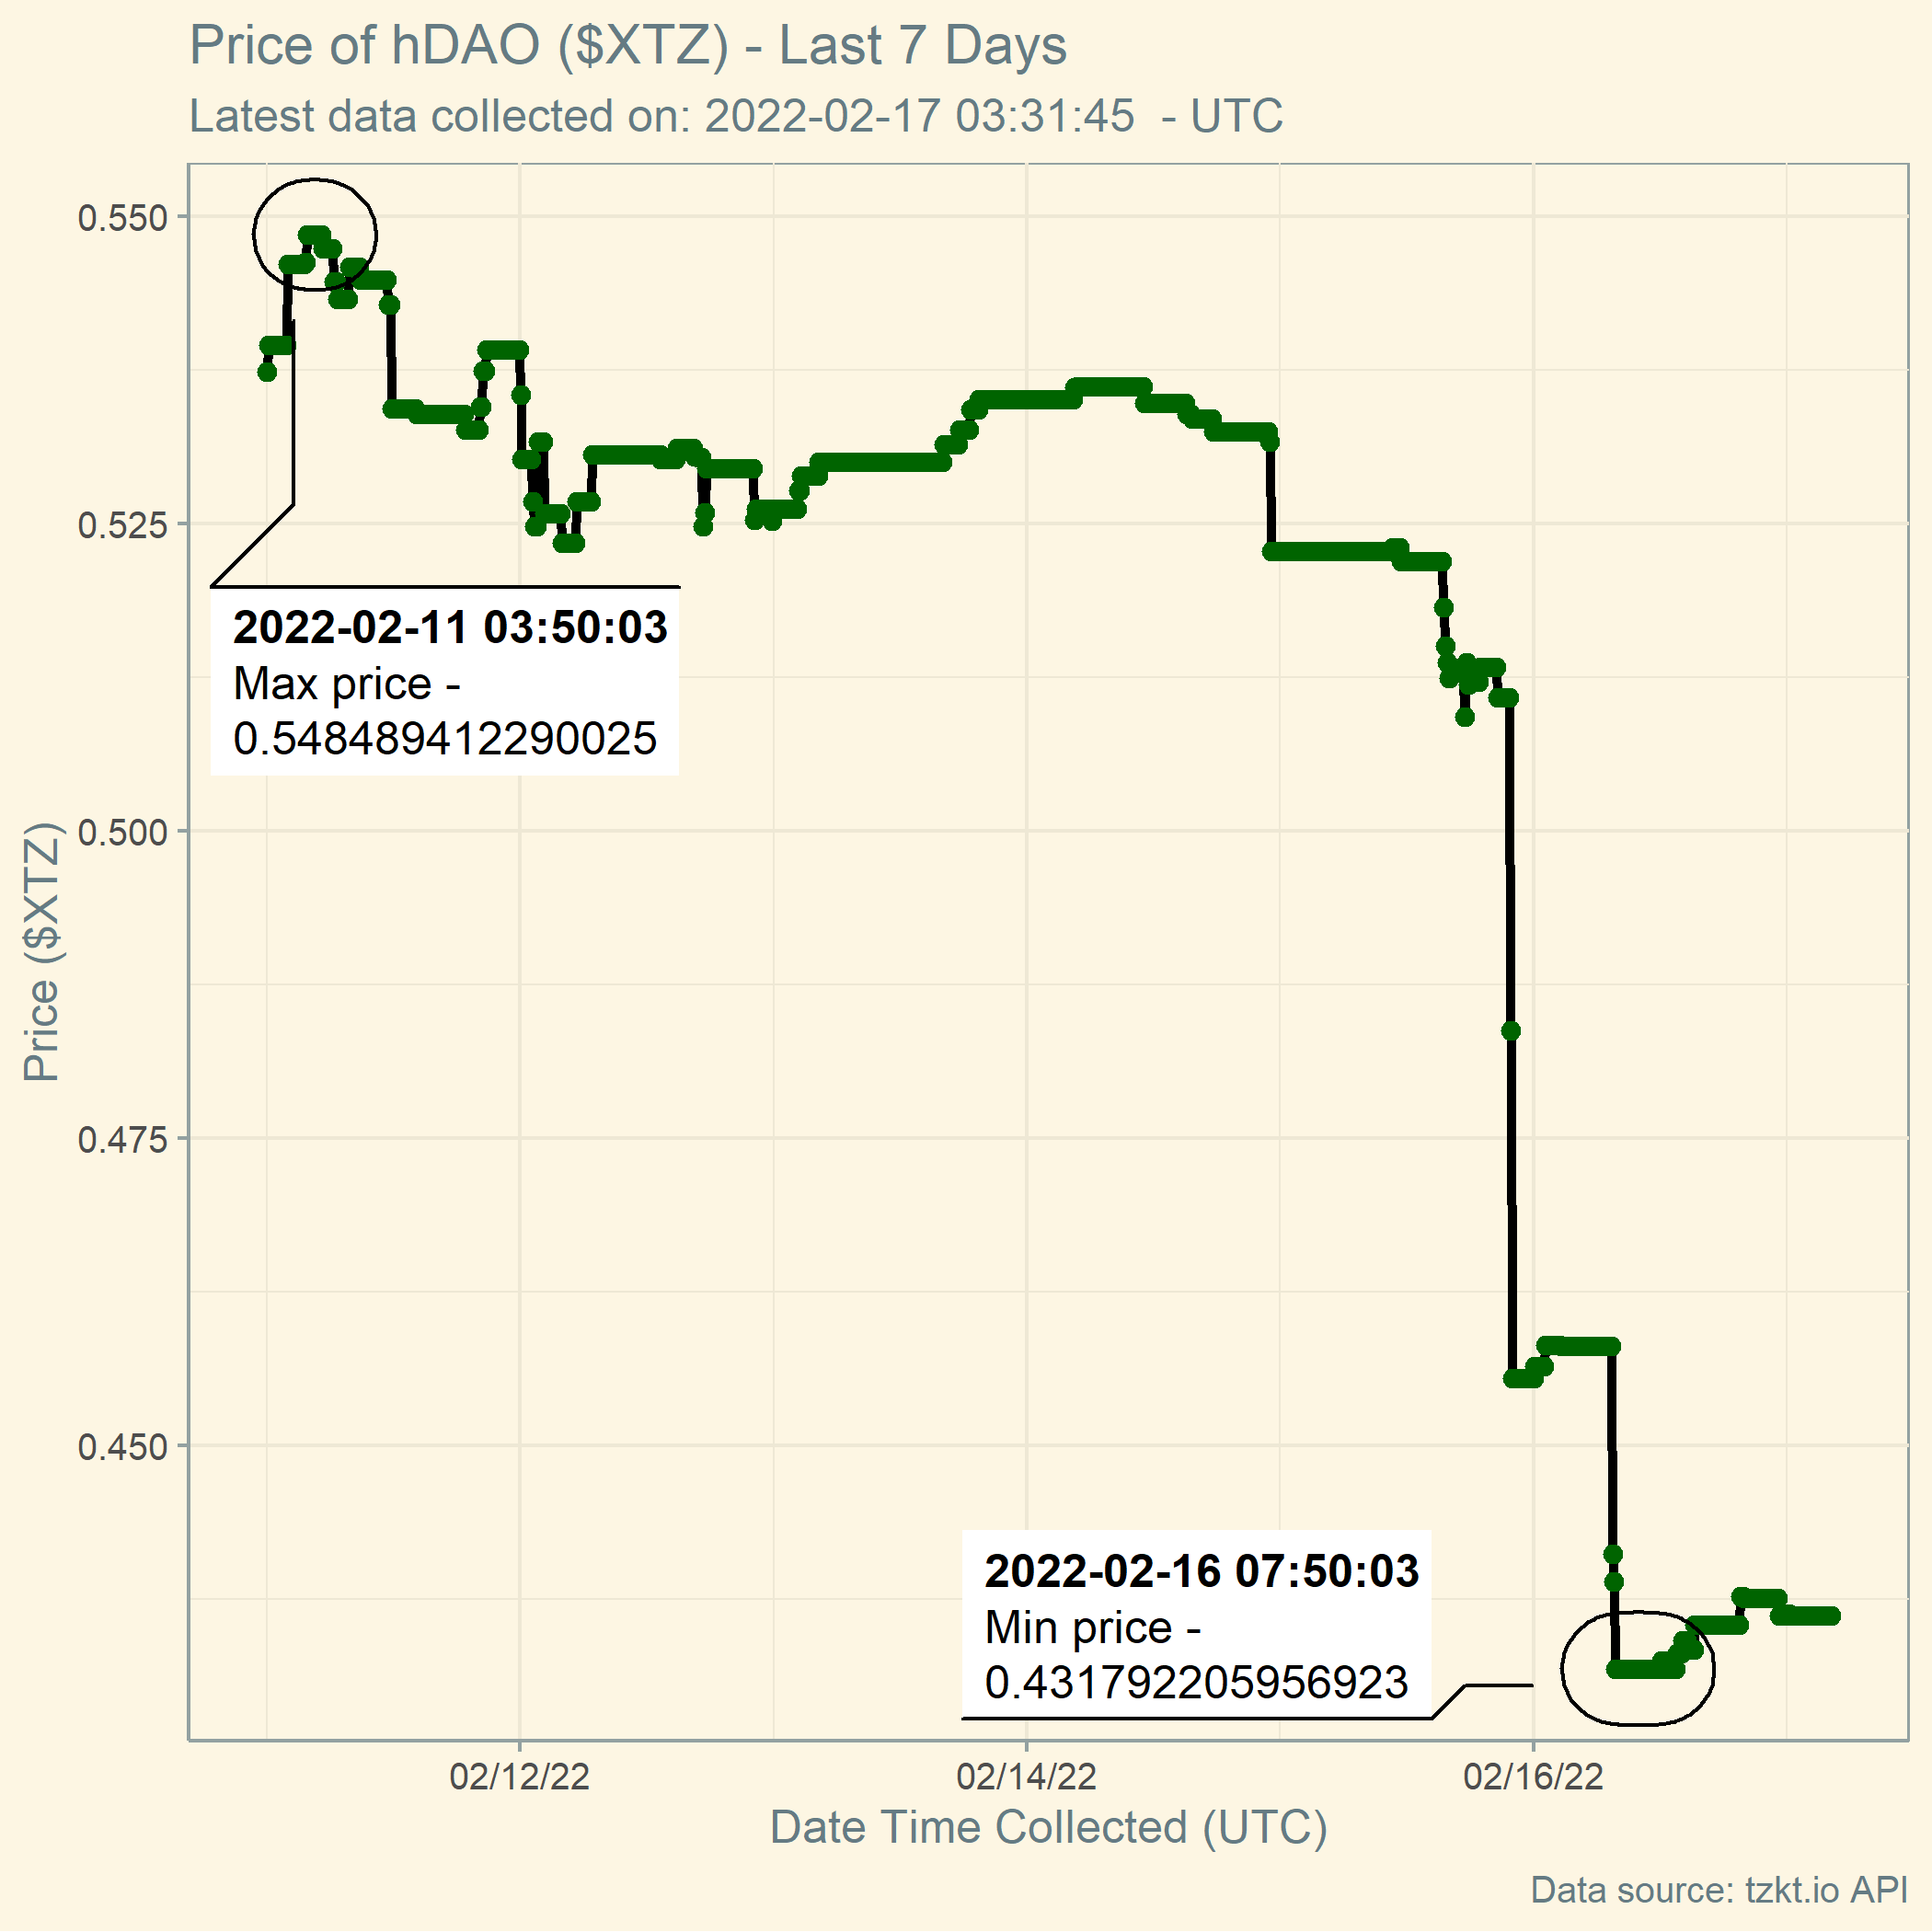 Price of hDAO ($XTZ) - Last 7 Days
Latest data collected on: 2022-02-17 03:31:45 - UTC
0.550
0.525
0.500
0.475
0.450
Price ($XTZ)
2022-02-11 03:50:03
Max price -
0.548489412290025
2022-02-16 07:50:03
Min price -
0.431792205956923
02/12/22
02/14/22
02/16/22
Date Time Collected (UTC)
Data source: tzkt.io API